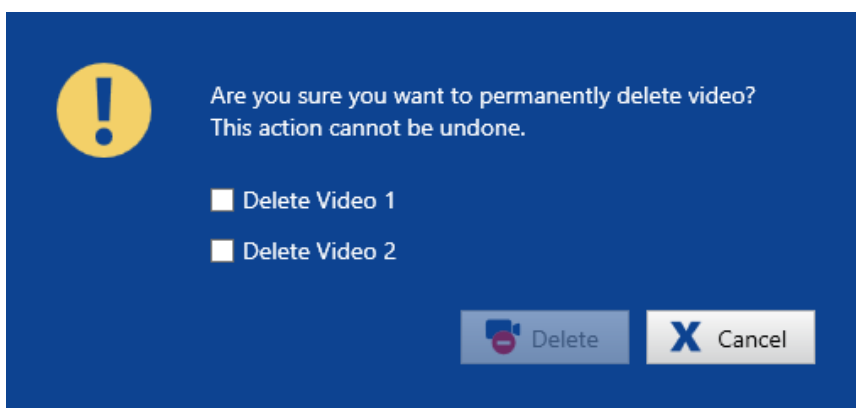 Are you sure you want to permanently delete video?
This action cannot be undone.
Delete Video 1
Delete Video 2
Delete
Cancel